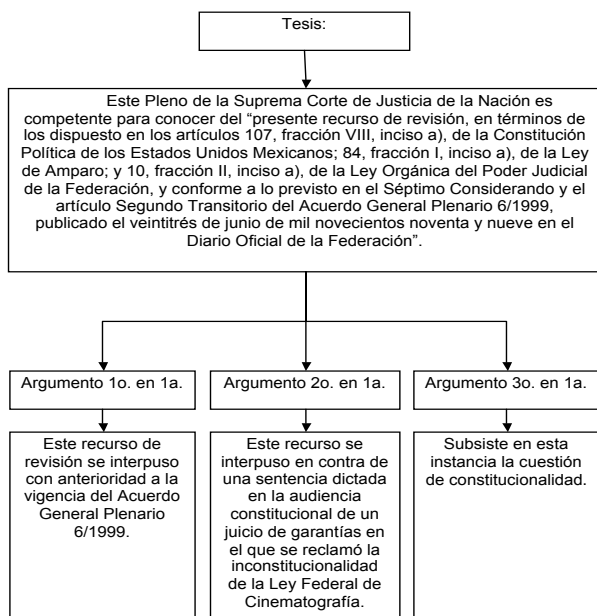 Tesis:
Este Pleno de la Suprema Corte de Justicia de la Nación es
competente para conocer del “presente recurso de revisión, en términos de
los dispuesto en los artículos 107, fracción VIII, inciso a), de la Constitución
Política de los Estados Unidos Mexicanos; 84, fracción I, inciso a), de la Ley
de Amparo; y 10, fracción II, inciso a), de la Ley Orgánica del Poder Judicial
de la Federación, y conforme a lo previsto en el Séptimo Considerando y el
artículo Segundo Transitorio del Acuerdo General Plenario 6/1999,
publicado el veintitrés de junio de mil novecientos noventa y nueve en el
Diario Oficial de la Federación”.
Argumento 1o. en 1a.
Este recurso de
revisión se interpuso
con anterioridad a la
vigencia del Acuerdo
General Plenario
6/1999.
Argumento 2o. en 1a.
Este recurso se
interpuso en contra de
una sentencia dictada
en la audiencia
constitucional de un
juicio de garantías en
el que se reclamó la
inconstitucionalidad
de la Ley Federal de
Cinematografía.
Argumento 3o. en 1a.
Subsiste en esta
instancia la cuestión
de constitucionalidad.